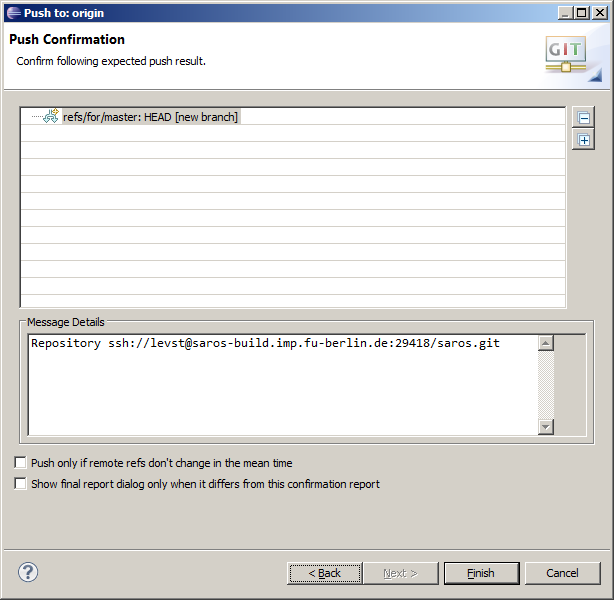 Push to: origin
Push Confirmation
Confirm following expected push result.
GIT
refs/for/master: HEAD [new branch]
Message Details
Repository ssh://levst@saros-build.imp.fu-berlin.de:29418/saros.git
Push only if remote refs don't change in the mean time
Show final report dialog only when it differs from this confirmation report
?
< Back
Next >
Finish
Cancel